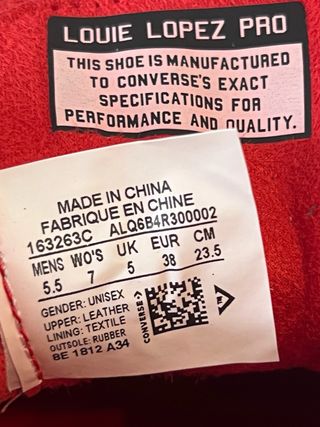 LOUIE LOPEZ PRO
THIS SHOE IS MANUFACTURED
TO CONVERSE'S EXACT
SPECIFICATIONS FOR
PERFORMANCE AND QUALITY.
MADE IN CHINA
FABRIQUE EN CHINE
163263C ALQ6B4R300002
MENS WO'S UK EUR CM
5.5 7 5 38 23.5
GENDER: UNISEX
UPPER: LEATHER
LINING: TEXTILE
OUTSOLE: RUBBER
BE 1812 A34
CONVERSE>